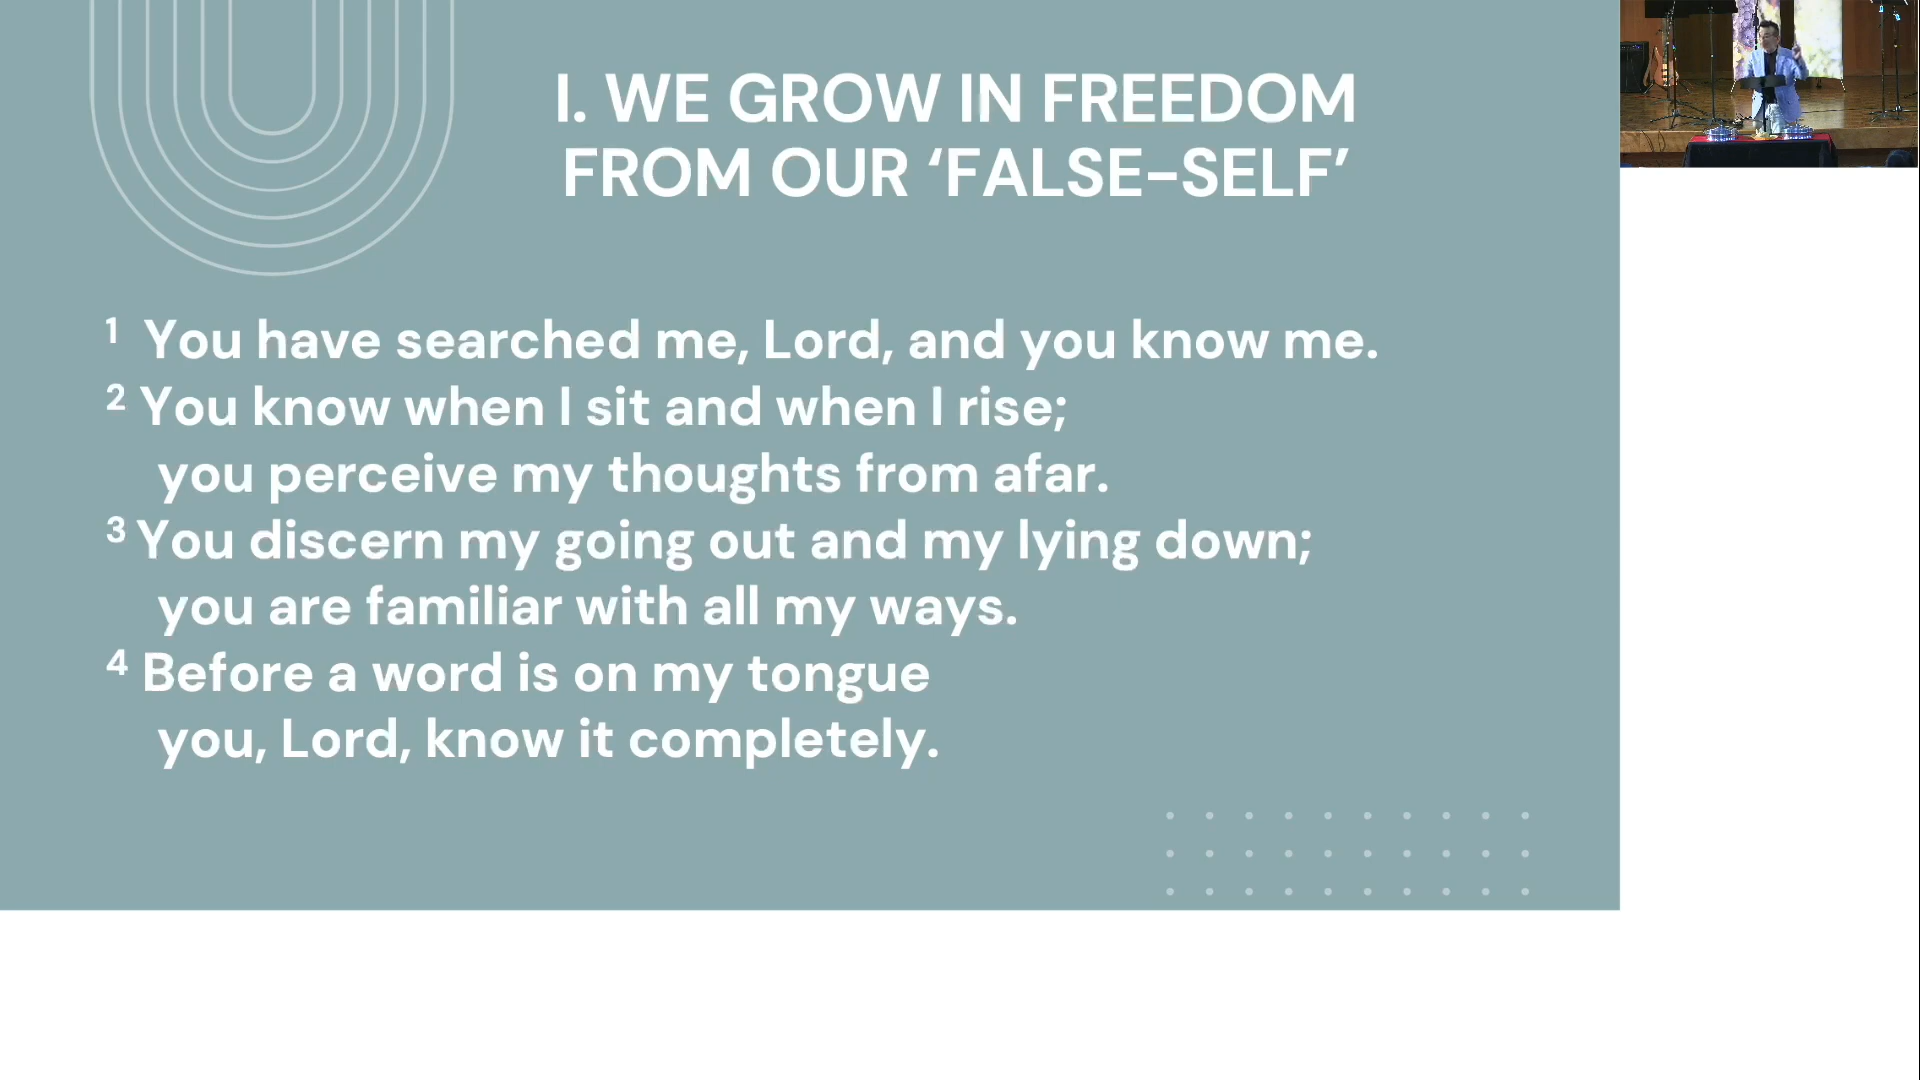 I. WE GROW IN FREEDOM
FROM OUR ‘FALSE-SELF’
1 You have searched me, Lord, and you know me.
2 You know when I sit and when I rise;
you perceive my thoughts from afar.
3 You discern my going out and my lying down;
you are familiar with all my ways.
4 Before a word is on my tongue
you, Lord, know it completely.